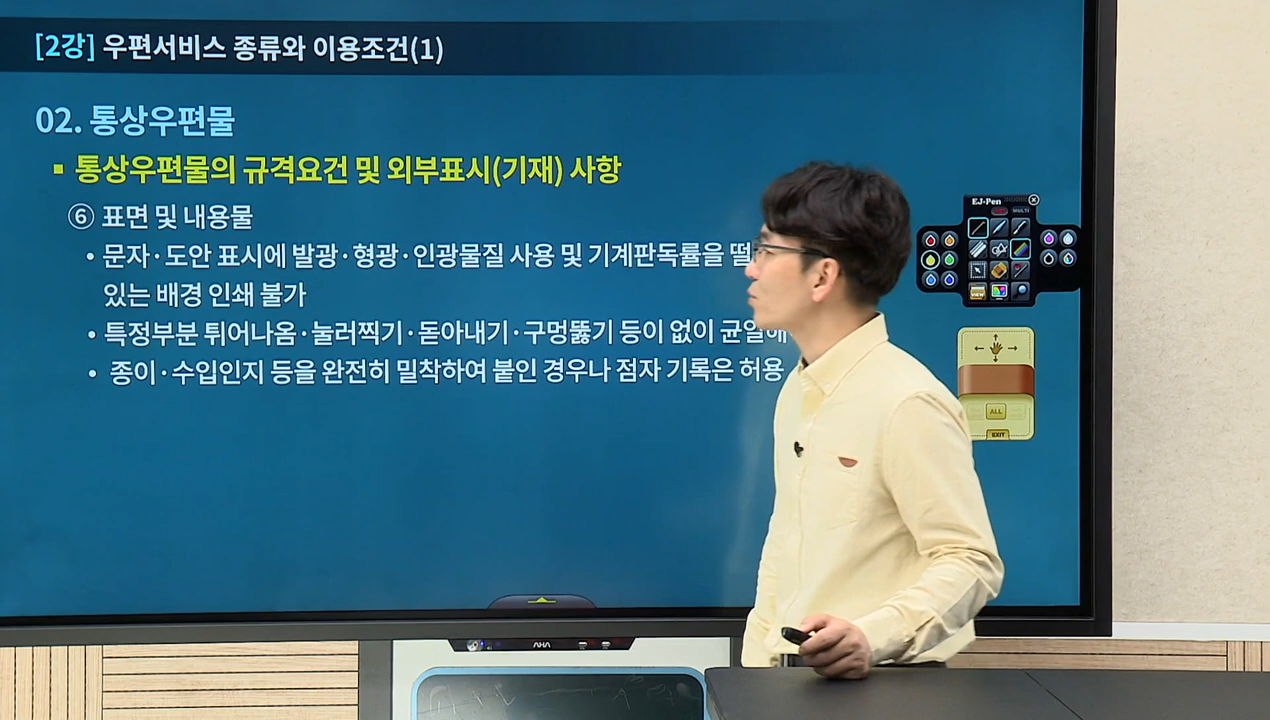 [2강] 우편서비스 종류와 이용조건(1)
02. 통상우편물
▪ 통상우편물의 규격요건 및 외부표시(기재) 사항
⑥ 표면 및 내용물
• 문자·도안 표시에 발광·형광·인광물질 사용 및 기계판독률을 떨
있는 배경 인쇄 불가
• 특정부분 튀어나옴·눌러찍기·돋아내기·구멍뚫기 등이 없이 균일해
• 종이·수입인지 등을 완전히 밀착하여 붙인 경우나 점자 기록은 허용
EJ-Pen
MULTI
VIEW
ALL
EXIT
AHA